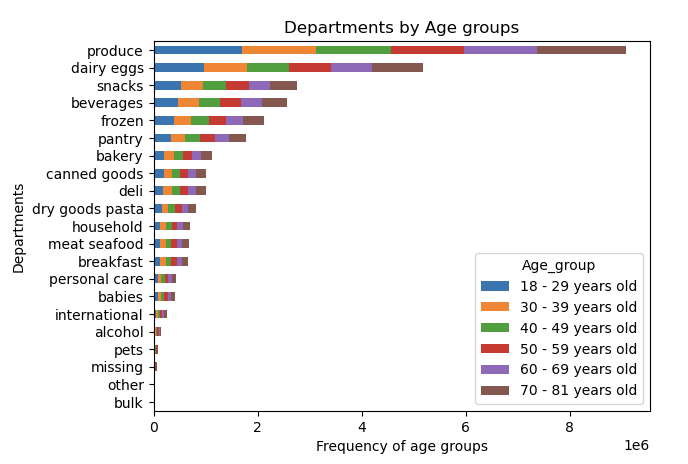 Departments by Age groups
Departments
produce
dairy eggs
snacks
beverages
frozen
pantry
bakery
canned goods
deli
dry goods pasta
household
meat seafood
breakfast
personal care
babies
international
alcohol
pets
missing
other
bulk
Age_group
18 - 29 years old
30 - 39 years old
40 - 49 years old
50 - 59 years old
60 - 69 years old
70 - 81 years old
0 2 4 6 8
1e6
Frequency of age groups